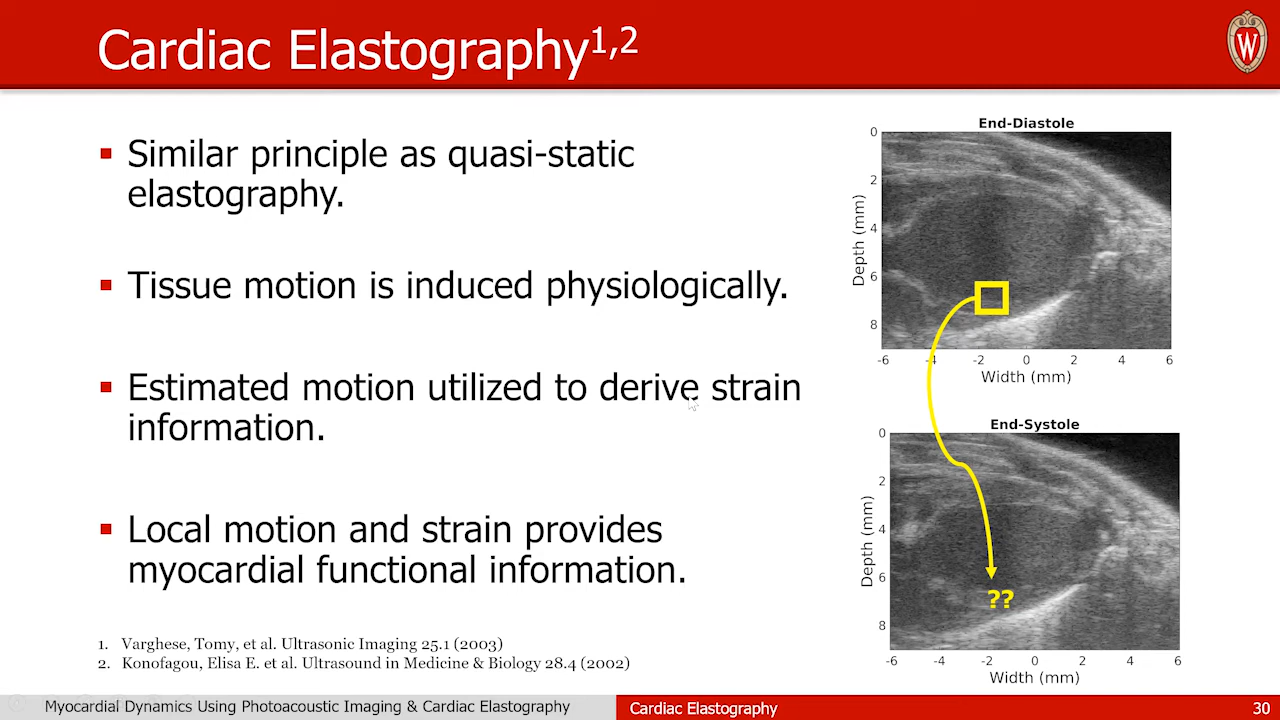 Cardiac Elastography1,2
W
Similar principle as quasi-static
elastography.
Tissue motion is induced physiologically.
Estimated motion utilized to derive strain
information.
Local motion and strain provides
myocardial functional information.
1. Varghese, Tomy, et al. Ultrasonic Imaging 25.1 (2003)
2. Konofagou, Elisa E. et al. Ultrasound in Medicine & Biology 28.4 (2002)
End-Diastole
0
2
4
6
8
Depth (mm)
-6 -4 -2 0 2 4 6
Width (mm)
End-Systole
0
2
4
6
8
Depth (mm)
??
-6 -4 -2 0 2 4 6
Width (mm)
Myocardial Dynamics Using Photoacoustic Imaging & Cardiac Elastography
Cardiac Elastography
30